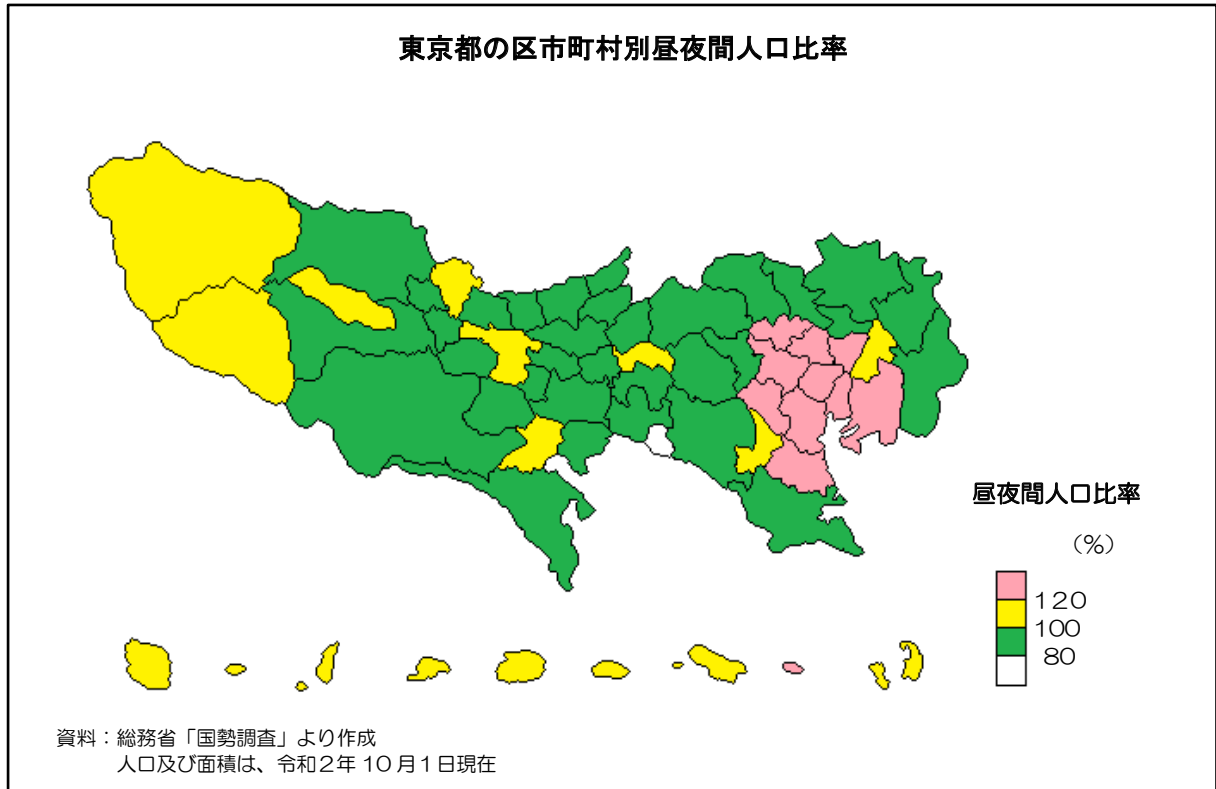 東京都の区市町村別昼夜間人口比率
昼夜間人口比率
（％）
１２０
１００
８０
資料：総務省「国勢調査」より作成
人口及び面積は、令和２年 10 月１日現在